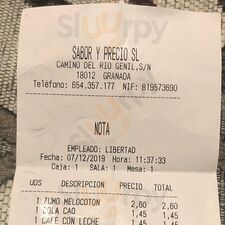 Sluurpy
SABOR Y PRECIO SL
CAMINO DEL RIO GENIL,S/N
18012 GRANADA
Teléfono: 654.357.177 NIF: B19573690
NOTA
EMPLEADO: LIBERTAD
Fecha: 07/12/2019 Hora: 11:37:33
Caja: 1 SALA: 1 Mesa: 1
UDS DESCRIPCION PRECIO TOTAL
1 ZUMO MELOCOTON 2,60 2,60
1 COLA CAO 1,45 1,45
1 CAFE CON LECHE 1,45 1,45